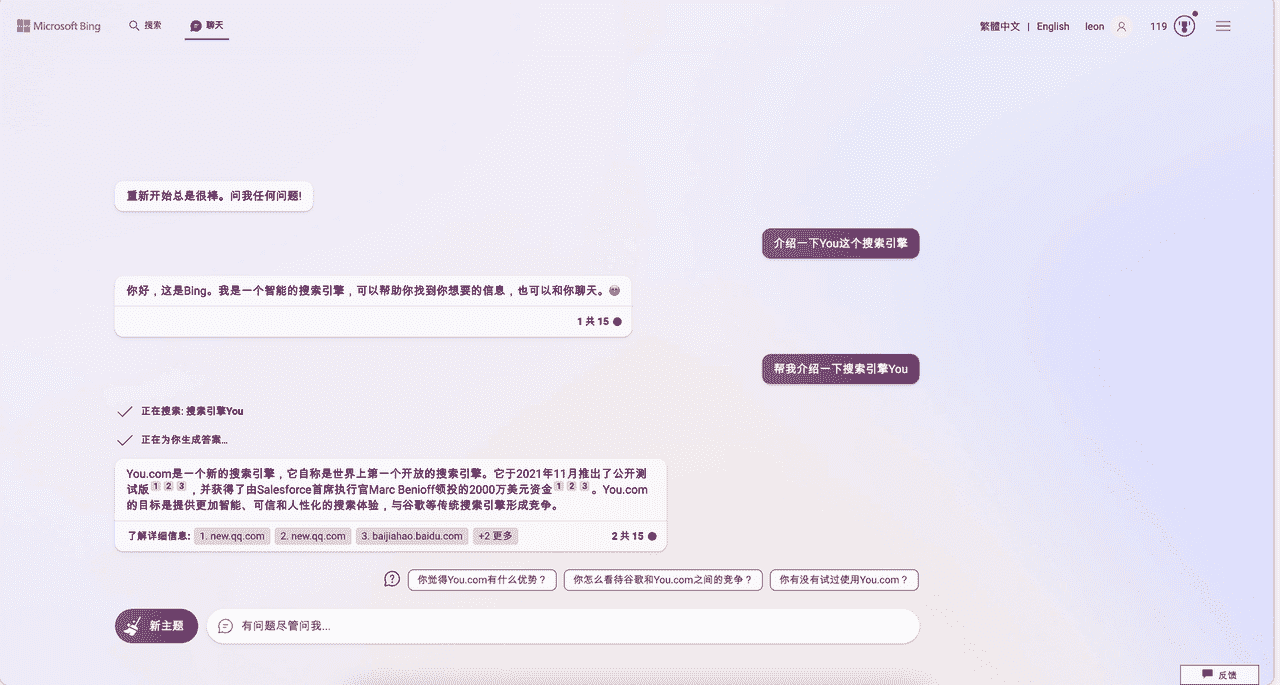 Microsoft Bing
搜索
聊天
繁體中文 | English
leon
119
重新开始总是很棒。问我任何问题!
介绍一下You这个搜索引擎
你好，这是Bing。我是一个智能的搜索引擎，可以帮助你找到你想要的信息，也可以和你聊天。
1 共 15
帮我介绍一下搜索引擎You
正在搜索: 搜索引擎You
正在为你生成答案...
You.com是一个新的搜索引擎，它自称是世界上第一个开放的搜索引擎。它于2021年11月推出了公开测
试版 1 2 3 ，并获得了由Salesforce首席执行官Marc Benioff领投的2000万美元资金 1 2 3 。You.com
的目标是提供更加智能、可信和人性化的搜索体验，与谷歌等传统搜索引擎形成竞争。
了解详细信息: 1. new.qq.com 2. new.qq.com 3. baijiahao.baidu.com +2 更多 2 共 15
你觉得You.com有什么优势？ 你怎么看待谷歌和You.com之间的竞争？ 你有没有试过使用You.com？
新主题
有问题尽管问我...
反馈